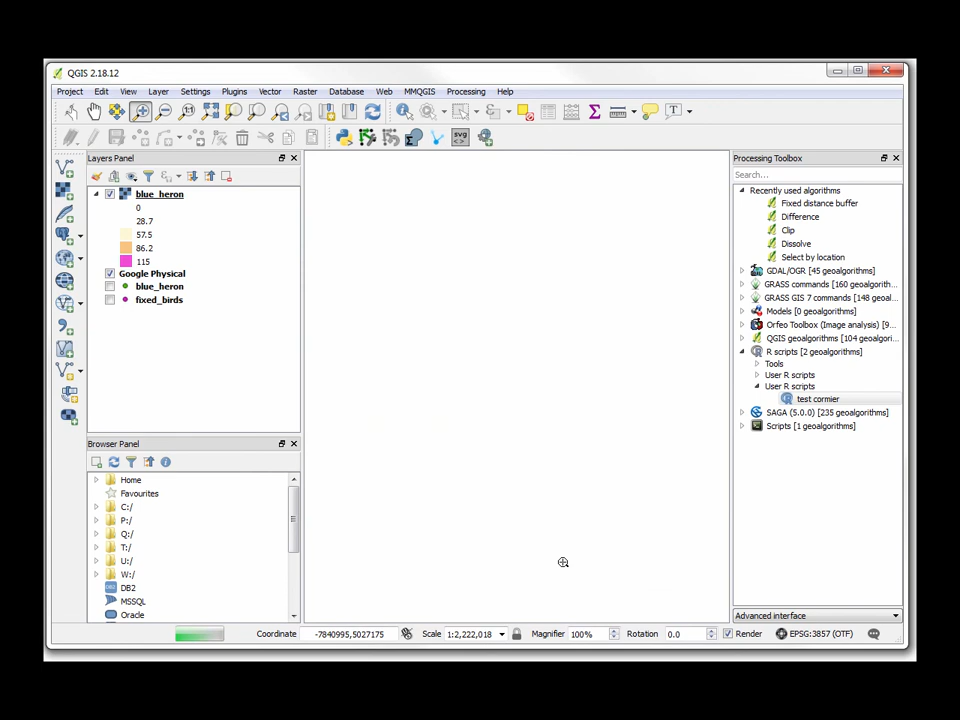 QGIS 2.18.12
Project Edit View Layer Settings Plugins Vector Raster Database Web MMQGIS Processing Help
1:1
T
svg
Layers Panel
blue_heron
0
28.7
57.5
86.2
115
Google Physical
blue_heron
fixed_birds
Browser Panel
Home
Favourites
C:/
P:/
Q:/
T:/
U:/
W:/
DB2
MSSQL
Oracle
Processing Toolbox
Search...
Recently used algorithms
Fixed distance buffer
Difference
Clip
Dissolve
Select by location
GDAL/OGR [45 geoalgorithms]
GRASS commands [160 geoalgorith...
GRASS GIS 7 commands [148 geoal...
Models [0 geoalgorithms]
Orfeo Toolbox (Image analysis) [9...
QGIS geoalgorithms [104 geoalgori...
R scripts [2 geoalgorithms]
Tools
User R scripts
User R scripts
test cormier
SAGA (5.0.0) [235 geoalgorithms]
Scripts [1 geoalgorithms]
Advanced interface
Coordinate -7840995,5027175 Scale 1:2,222,018 Magnifier 100% Rotation 0.0 Render EPSG:3857 (OTF)